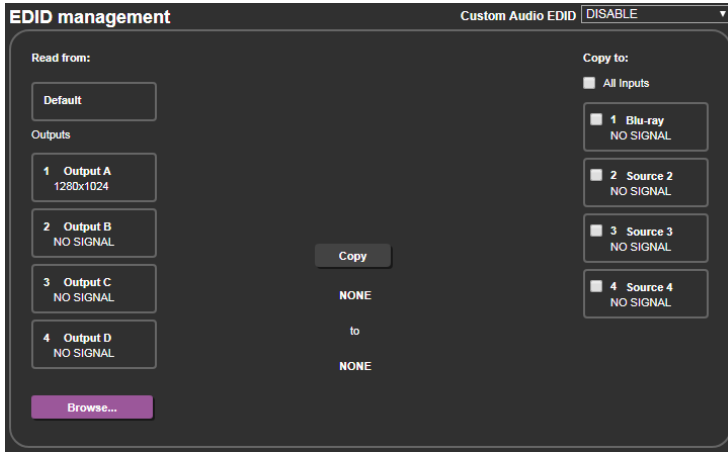 EDID management
Custom Audio EDID DISABLE
Read from:
Default
Outputs
1 Output A
1280x1024
2 Output B
NO SIGNAL
3 Output C
NO SIGNAL
4 Output D
NO SIGNAL
Browse...
Copy
NONE
to
NONE
Copy to:
All Inputs
1 Blu-ray
NO SIGNAL
2 Source 2
NO SIGNAL
3 Source 3
NO SIGNAL
4 Source 4
NO SIGNAL